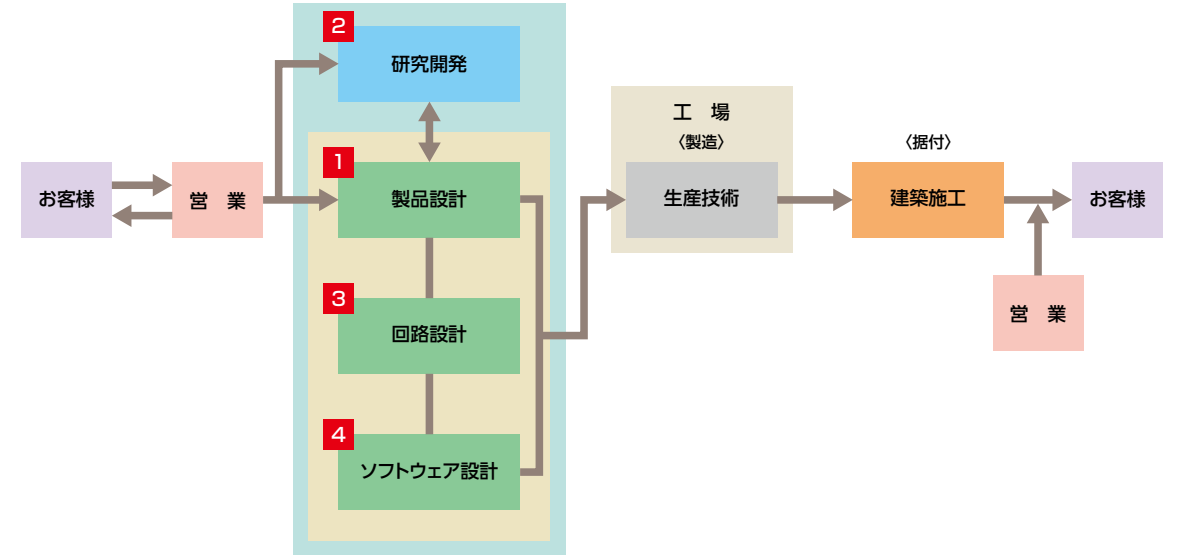 お客様
営　業
2
研究開発
1
製品設計
3
回路設計
4
ソフトウェア設計
工　場
〈製造〉
生産技術
〈据付〉
建築施工
お客様
営　業